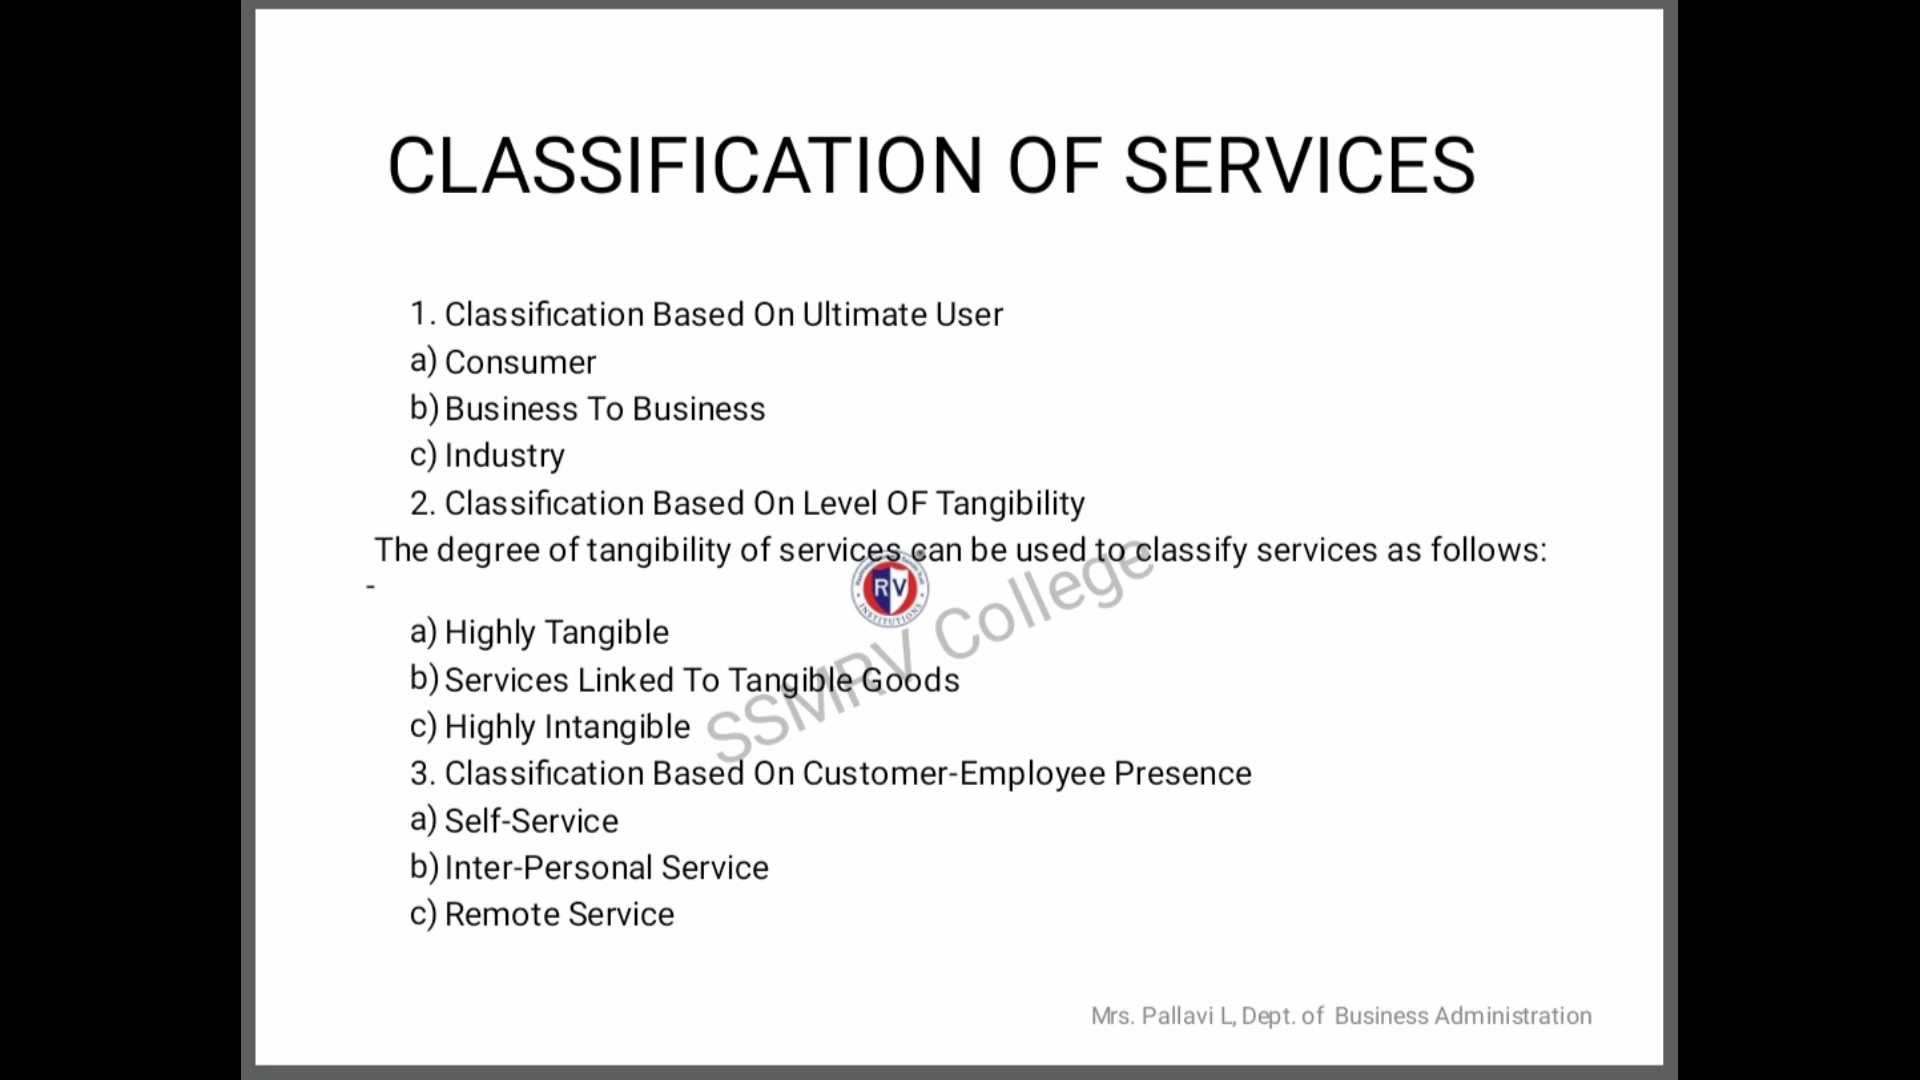 CLASSIFICATION OF SERVICES
1. Classification Based On Ultimate User
a) Consumer
b) Business To Business
c) Industry
2. Classification Based On Level OF Tangibility
The degree of tangibility of services can be used to classify services as follows:
-
a) Highly Tangible
b) Services Linked To Tangible Goods
c) Highly Intangible
3. Classification Based On Customer-Employee Presence
a) Self-Service
b) Inter-Personal Service
c) Remote Service
RV
INSTITUTIONS
SSMRV College
Mrs. Pallavi L, Dept. of Business Administration